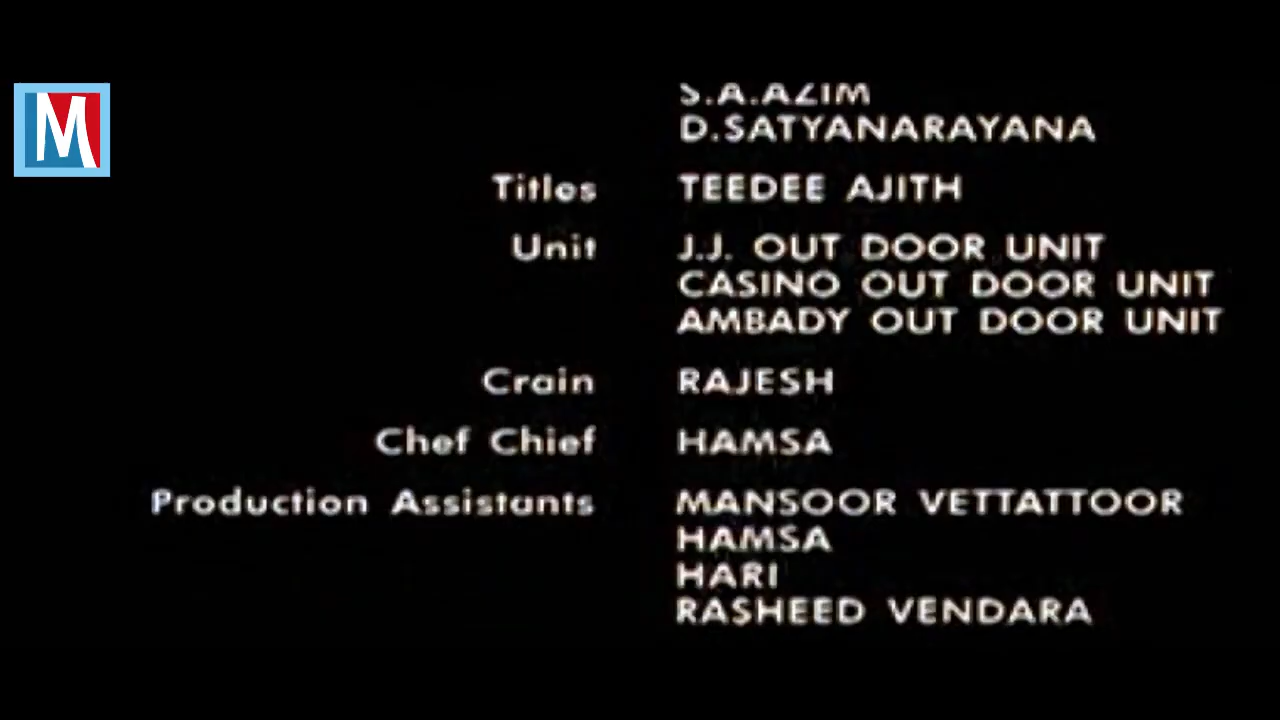 M
S.A.AZIM
D.SATYANARAYANA
Titles TEEDEE AJITH
Unit J.J. OUT DOOR UNIT
CASINO OUT DOOR UNIT
AMBADY OUT DOOR UNIT
Crain RAJESH
Chef Chief HAMSA
Production Assistants MANSOOR VETTATTOOR
HAMSA
HARI
RASHEED VENDARA